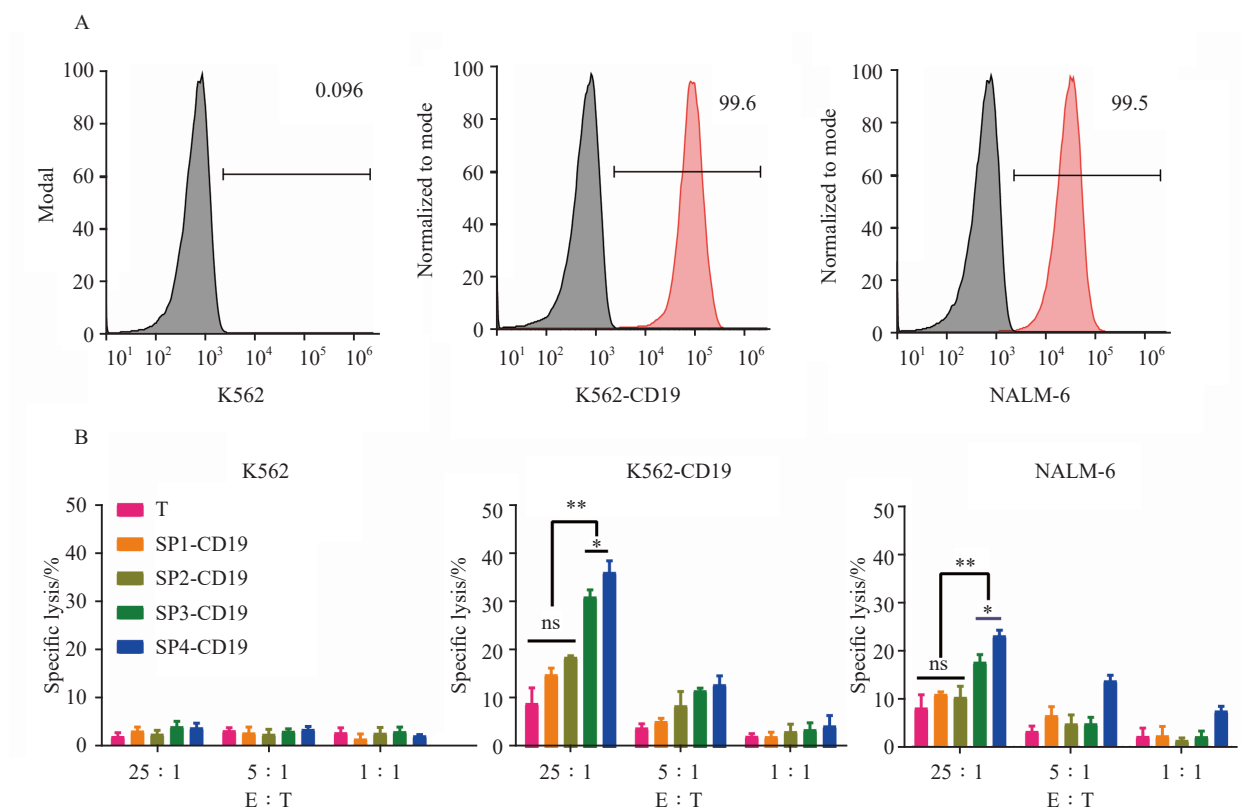 A
100
80
60
40
20
0
Modal
0.096
10¹ 10² 10³ 10⁴ 10⁵ 10⁶
K562
100
80
60
40
20
0
Normalized to mode
99.6
10¹ 10² 10³ 10⁴ 10⁵ 10⁶
K562-CD19
100
80
60
40
20
0
Normalized to mode
99.5
10¹ 10² 10³ 10⁴ 10⁵ 10⁶
NALM-6
B
K562
50
40
30
20
10
0
Specific lysis/%
T
SP1-CD19
SP2-CD19
SP3-CD19
SP4-CD19
25 : 1 5 : 1 1 : 1
E : T
K562-CD19
50
40
30
20
10
0
Specific lysis/%
**
*
ns
25 : 1 5 : 1 1 : 1
E : T
NALM-6
50
40
30
20
10
0
Specific lysis/%
**
*
ns
25 : 1 5 : 1 1 : 1
E : T